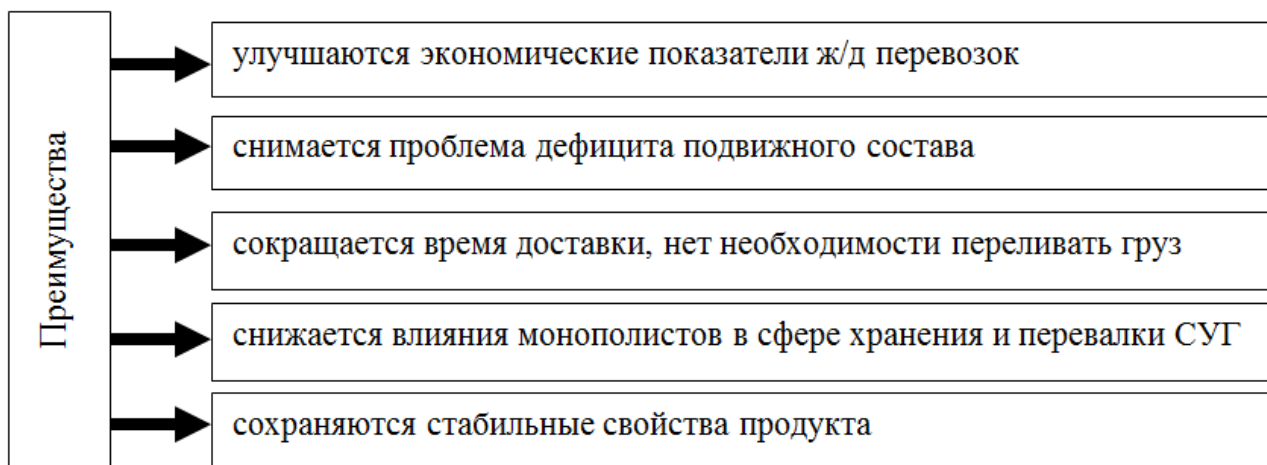 Преимущества
улучшаются экономические показатели ж/д перевозок
снимается проблема дефицита подвижного состава
сокращается время доставки, нет необходимости переливать груз
снижается влияния монополистов в сфере хранения и перевалки СУГ
сохраняются стабильные свойства продукта